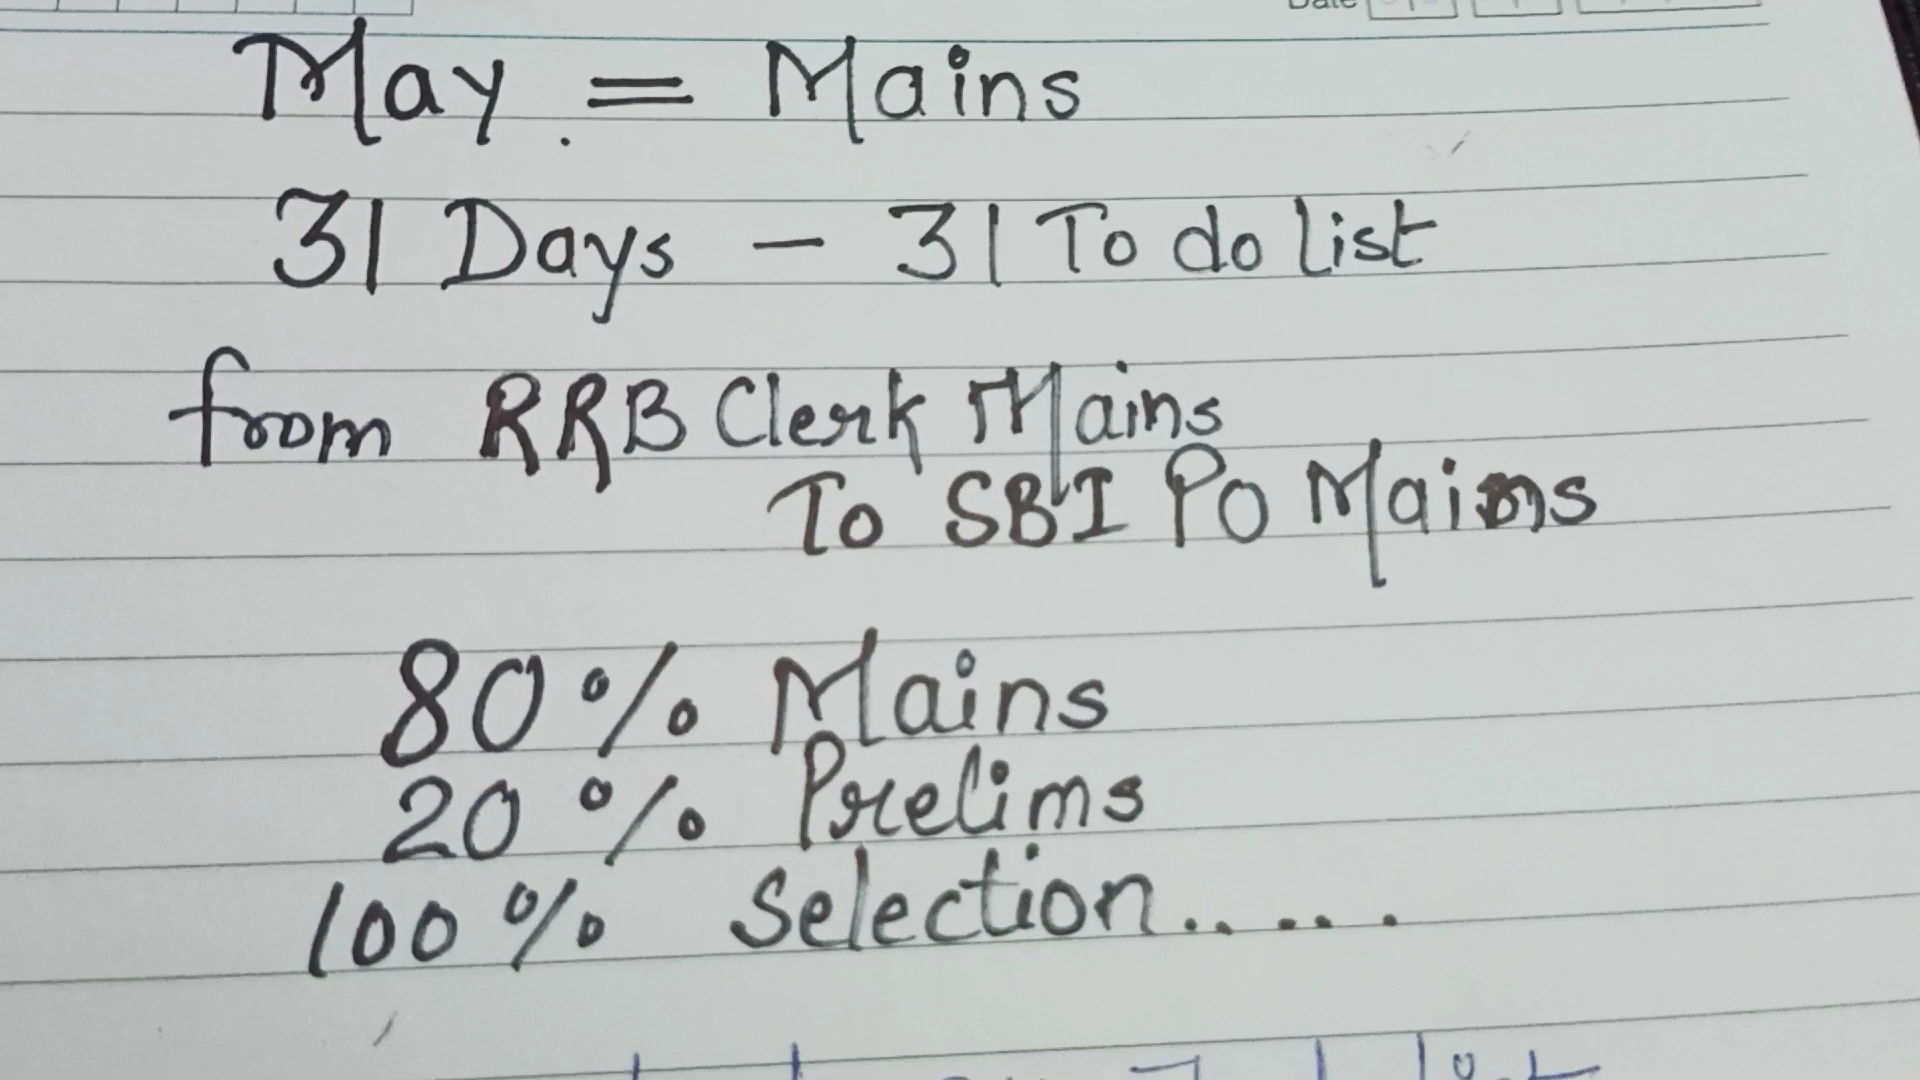 Date
May = Mains
31 Days - 31 To do list
from RRB Clerk Mains
To SBI PO Mains
80% Mains
20% Prelims
100% Selection.....